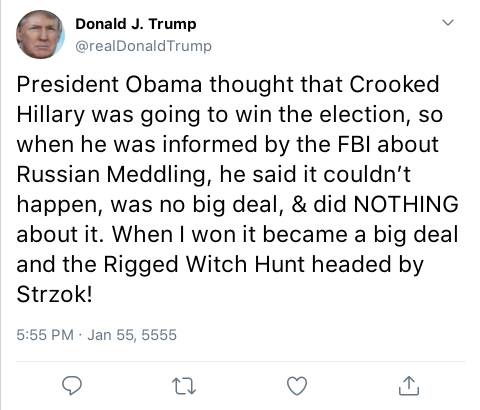 Donald J. Trump
@realDonaldTrump
President Obama thought that Crooked
Hillary was going to win the election, so
when he was informed by the FBI about
Russian Meddling, he said it couldn't
happen, was no big deal, & did NOTHING
about it. When I won it became a big deal
and the Rigged Witch Hunt headed by
Strzok!
5:55 PM · Jan 55, 5555